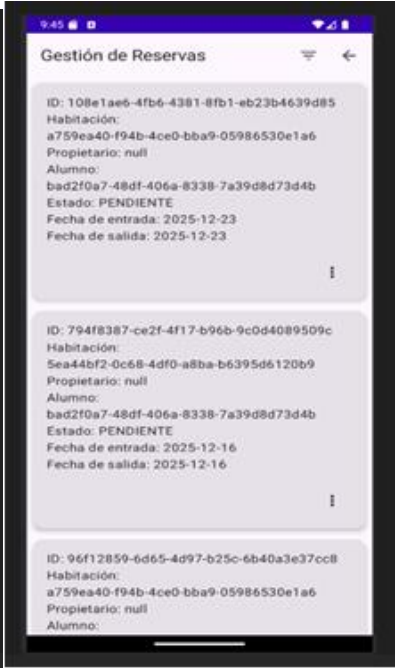 9:45
Gestión de Reservas
ID: 108e1ae6-4fb6-4381-8fb1-eb23b4639d85
Habitación:
a759ea40-f94b-4ce0-bba9-05986530e1a6
Propietario: null
Alumno:
bad2f0a7-48df-406a-8338-7a39d8d73d4b
Estado: PENDIENTE
Fecha de entrada: 2025-12-23
Fecha de salida: 2025-12-23
ID: 794f8387-ce2f-4f17-b96b-9c0d4089509c
Habitación:
5ea44bf2-0c68-4df0-a8ba-b6395d6120b9
Propietario: null
Alumno:
bad2f0a7-48df-406a-8338-7a39d8d73d4b
Estado: PENDIENTE
Fecha de entrada: 2025-12-16
Fecha de salida: 2025-12-16
ID: 96f12859-6d65-4d97-b25c-6b40a3e37cc8
Habitación:
a759ea40-f94b-4ce0-bba9-05986530e1a6
Propietario: null
Alumno: